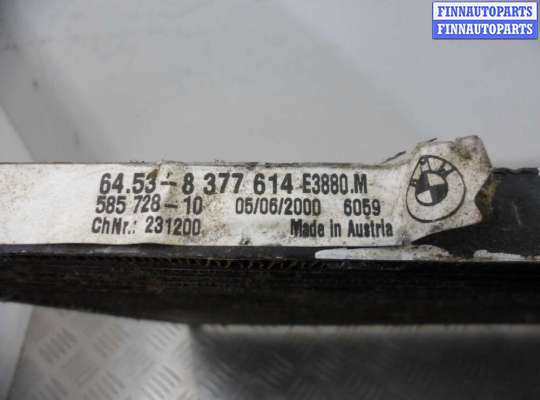 FINNAUTOPARTS
FINNAUTOPARTS
64.53-8 377 614 E3880.M
585 728-10 05/06/2000 6059
ChNr.: 231200 Made in Austria